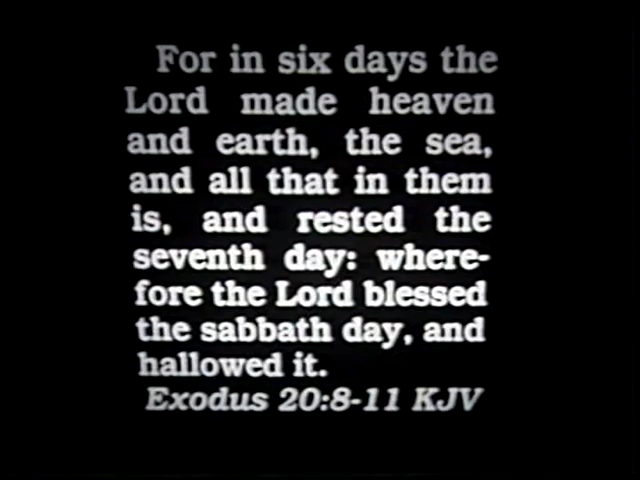 For in six days the
Lord made heaven
and earth, the sea,
and all that in them
is, and rested the
seventh day: where-
fore the Lord blessed
the sabbath day, and
hallowed it.
Exodus 20:8-11 KJV